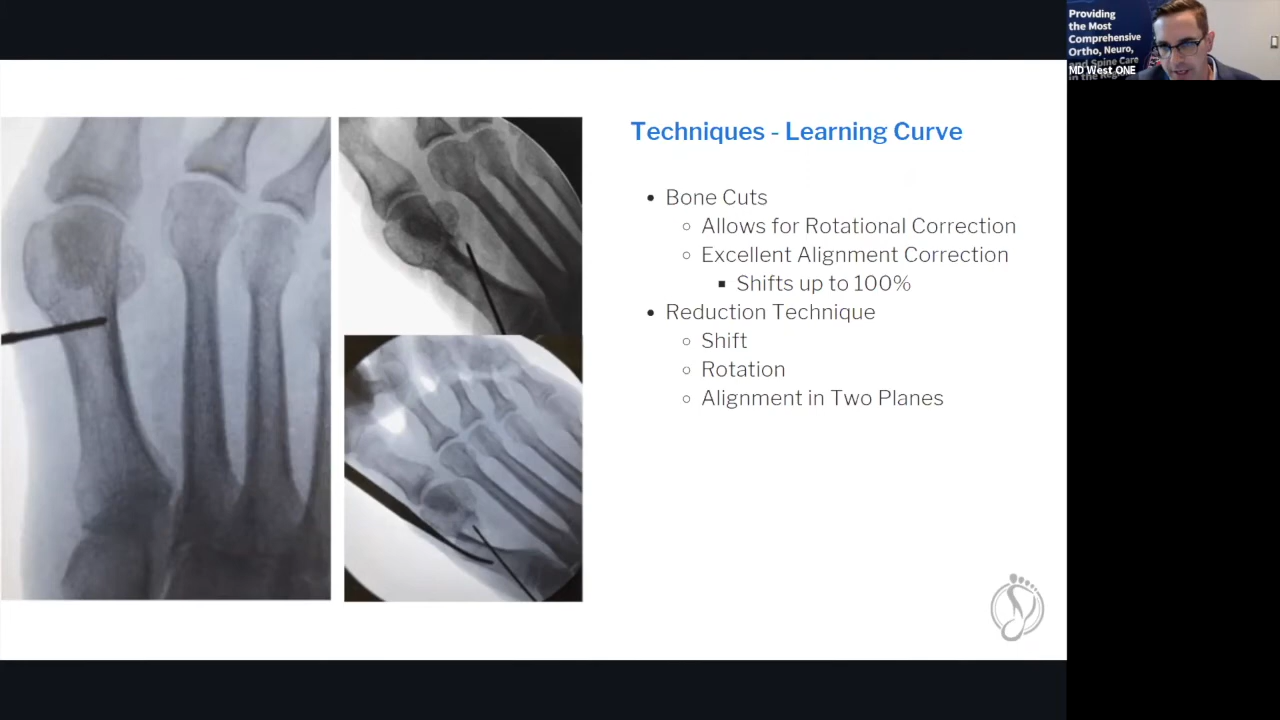 Techniques - Learning Curve
• Bone Cuts
○ Allows for Rotational Correction
○ Excellent Alignment Correction
■ Shifts up to 100%
• Reduction Technique
○ Shift
○ Rotation
○ Alignment in Two Planes
Providing
the Most
Comprehensive
Ortho, Neuro,
and Spine Care
MD West ONE
in the